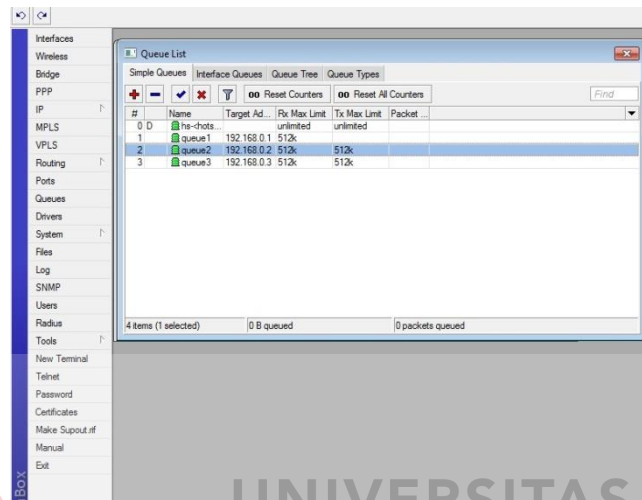 Interfaces
Wireless
Bridge
PPP
IP
MPLS
VPLS
Routing
Ports
Queues
Drivers
System
Files
Log
SNMP
Users
Radius
Tools
New Terminal
Telnet
Password
Certificates
Make Supout.rif
Manual
Exit
Box
Queue List
Simple Queues Interface Queues Queue Tree Queue Types
00 Reset Counters 00 Reset All Counters Find
# Name Target Ad... Rx Max Limit Tx Max Limit Packet ...
0 D hs-<hots... unlimited unlimited
1 queue1 192.168.0.1 512k
2 queue2 192.168.0.2 512k 512k
3 queue3 192.168.0.3 512k
4 items (1 selected) 0 B queued 0 packets queued
UNIVERSITAS